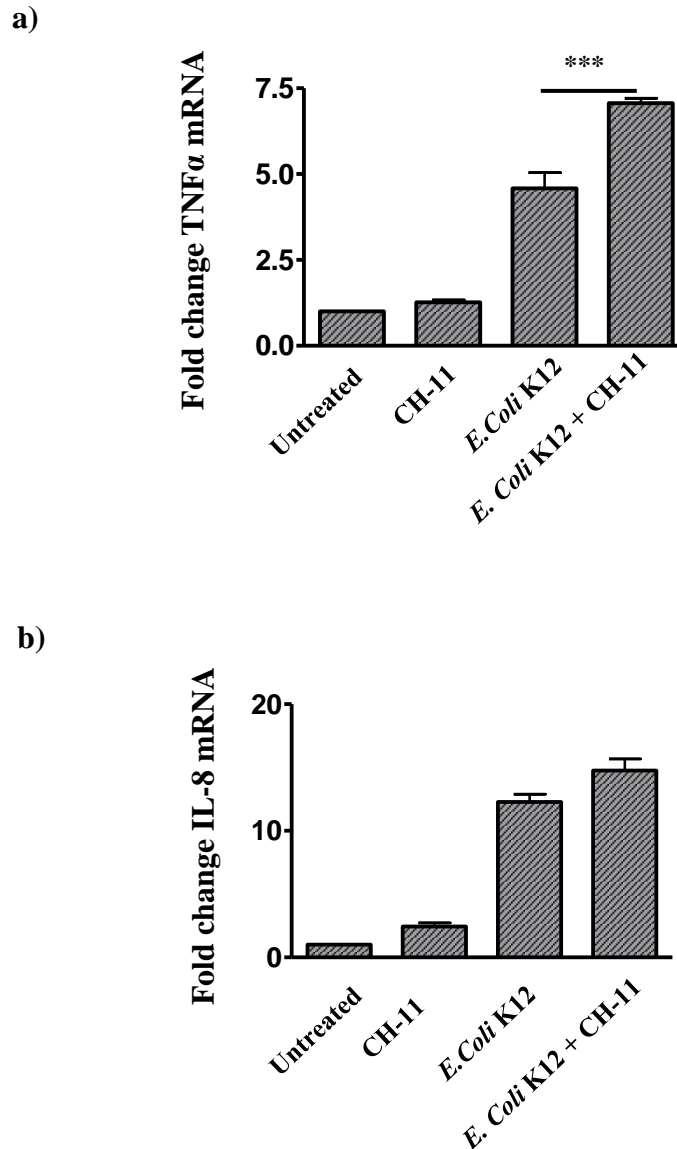 a)
***
Fold change TNFα mRNA
7.5
5.0
2.5
0.0
Untreated
CH-11
E.Coli K12
E. Coli K12 + CH-11
b)
Fold change IL-8 mRNA
20
10
0
Untreated
CH-11
E.Coli K12
E. Coli K12 + CH-11